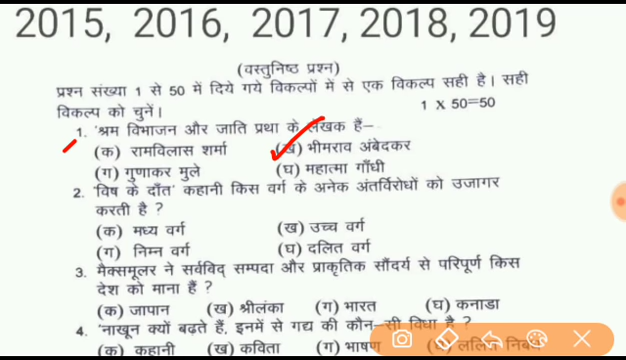 2015, 2016, 2017, 2018, 2019
(वस्तुनिष्ठ प्रश्न)
प्रश्न संख्या 1 से 50 में दिये गये विकल्पों में से एक विकल्प सही है। सही
विकल्प को चुनें। 1 X 50=50
1. 'श्रम विभाजन और जाति प्रथा के लेखक हैं–
(क) रामविलास शर्मा (ख) भीमराव अंबेदकर
(ग) गुणाकर मुले (घ) महात्मा गाँधी
2. 'विष के दाँत' कहानी किस वर्ग के अनेक अंतर्विरोधों को उजागर
करती है ?
(क) मध्य वर्ग (ख) उच्च वर्ग
(ग) निम्न वर्ग (घ) दलित वर्ग
3. मैक्समूलर ने सर्वविद् सम्पदा और प्राकृतिक सौंदर्य से परिपूर्ण किस
देश को माना हैं ?
(क) जापान (ख) श्रीलंका (ग) भारत (घ) कनाडा
4. 'नाखून क्यों बढ़ते हैं, इनमें से गद्य की कौन–सी विधा है ?
(क) कहानी (ख) कविता (ग) भाषण ललित